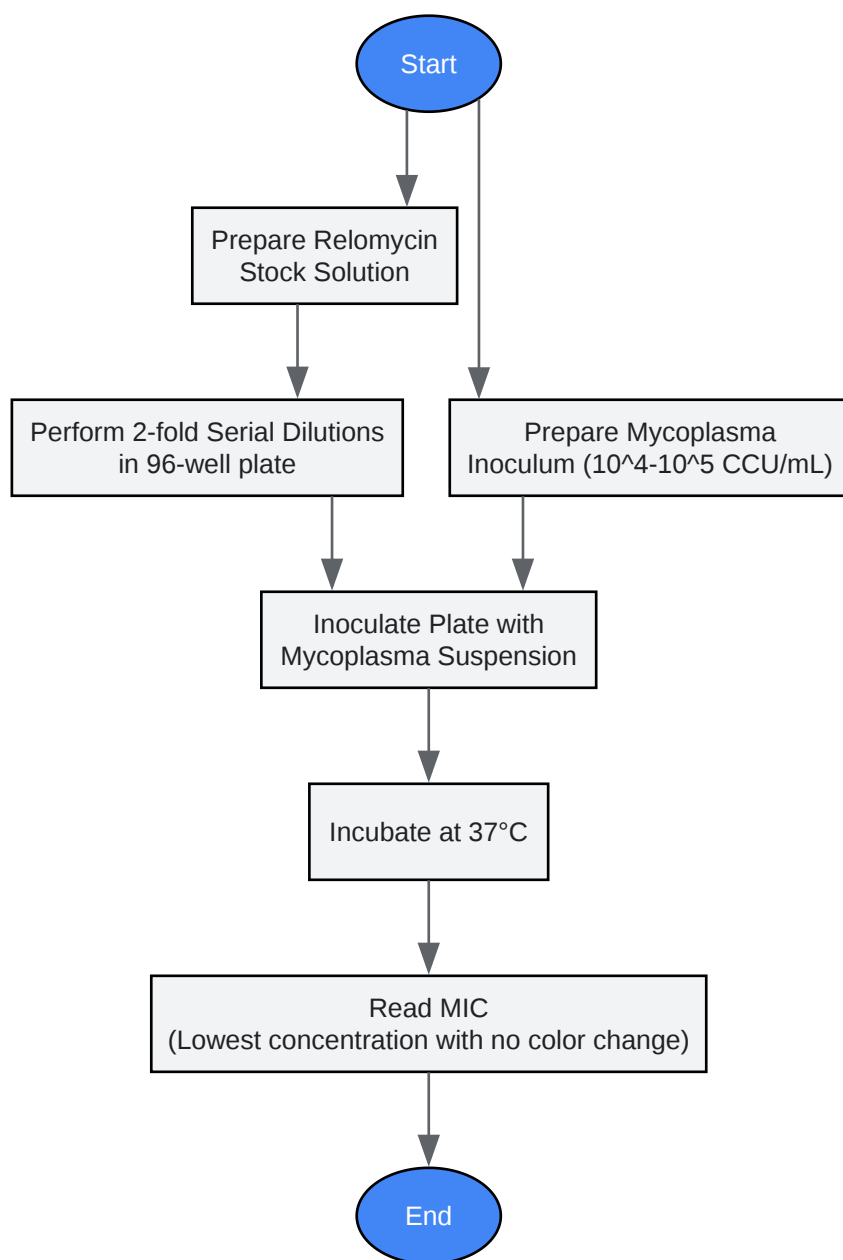 Start
Prepare Relomycin
Stock Solution
Perform 2-fold Serial Dilutions
in 96-well plate
Prepare Mycoplasma
Inoculum (10^4-10^5 CCU/mL)
Inoculate Plate with
Mycoplasma Suspension
Incubate at 37°C
Read MIC
(Lowest concentration with no color change)
End